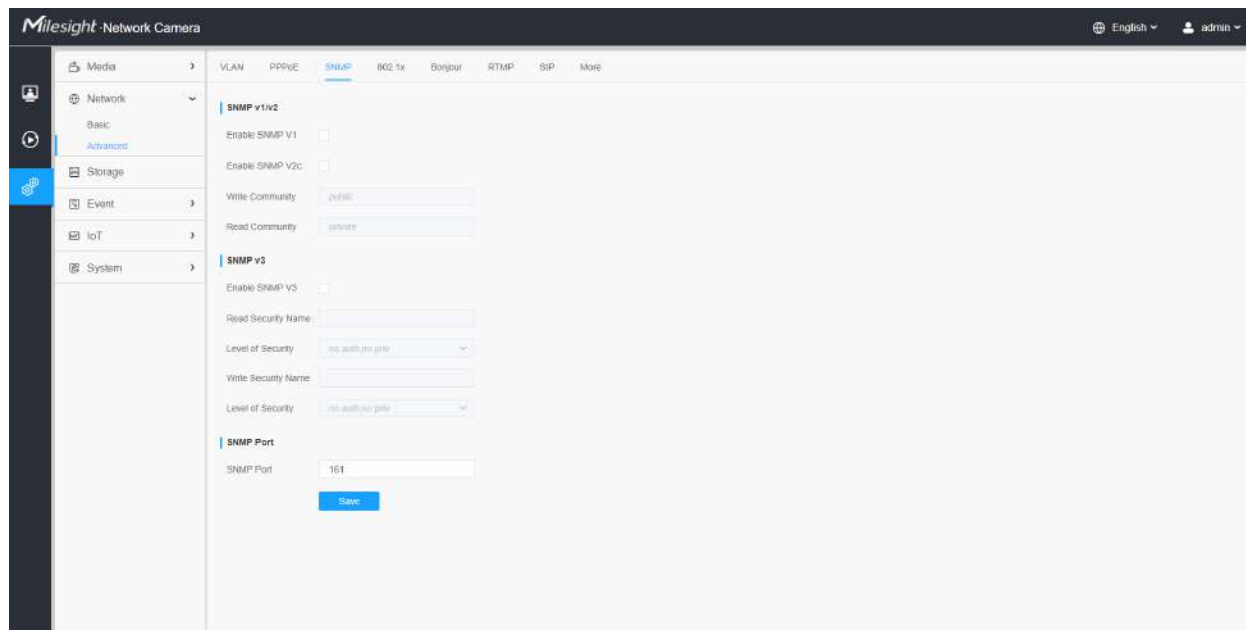 Milesight -Network Camera
English
admin
Media
Network
Basic
Advanced
Storage
Event
IoT
System
VLAN PPPoE SNMP 802.1x Bonjour RTMP SIP More
SNMP v1/v2
Enable SNMP V1
Enable SNMP V2c
Write Community public
Read Community private
SNMP v3
Enable SNMP V3
Read Security Name
Level of Security no auth,no priv
Write Security Name
Level of Security no auth,no priv
SNMP Port
SNMP Port 161
Save